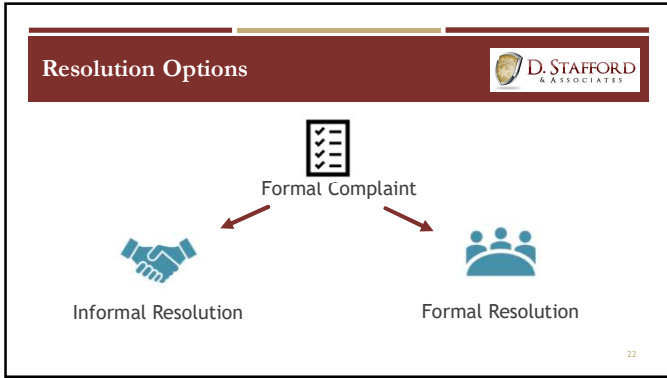 Resolution Options
D. STAFFORD
& ASSOCIATES
Formal Complaint
Informal Resolution
Formal Resolution
22